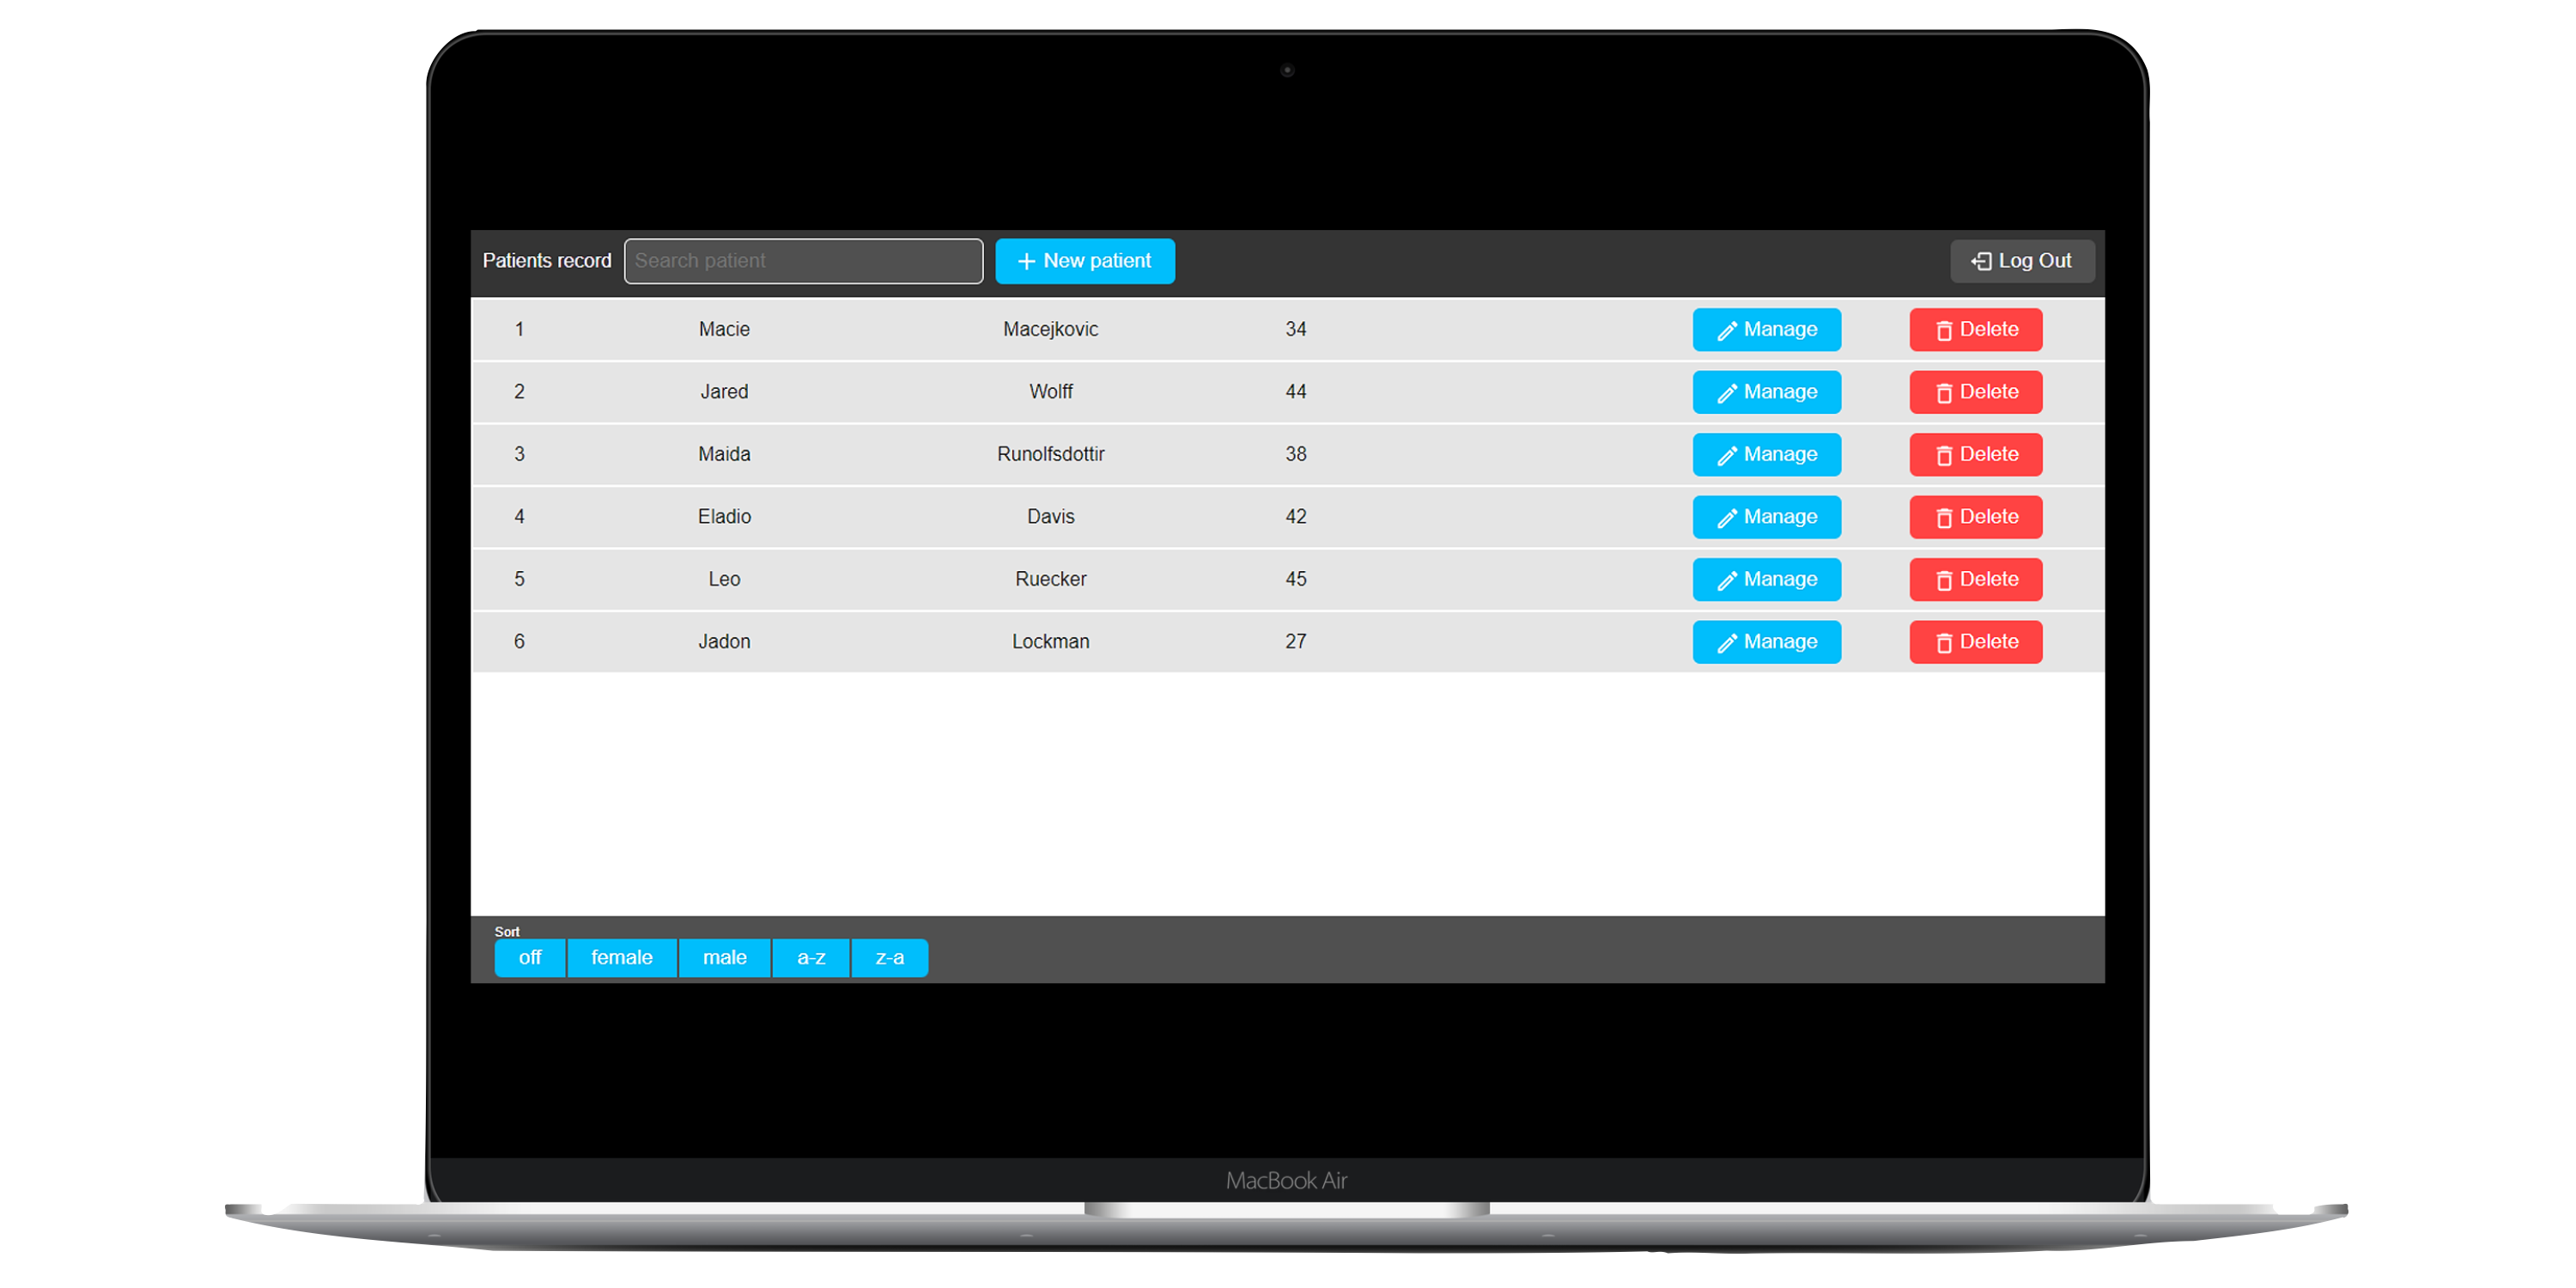 Patients record Search patient + New patient Log Out
1 Macie Macejkovic 34 Manage Delete
2 Jared Wolff 44 Manage Delete
3 Maida Runolfsdottir 38 Manage Delete
4 Eladio Davis 42 Manage Delete
5 Leo Ruecker 45 Manage Delete
6 Jadon Lockman 27 Manage Delete
Sort
off female male a-z z-a
MacBook Air